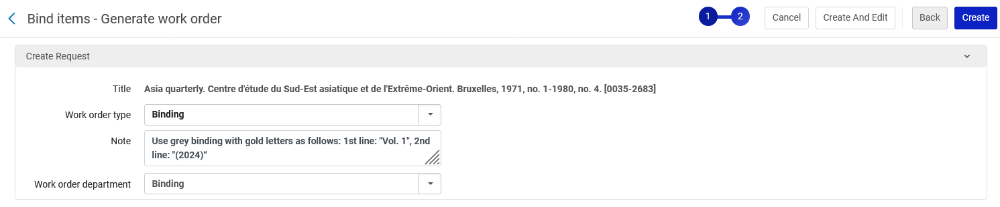 Bind items - Generate work order
1
2
Cancel
Create And Edit
Back
Create
Create Request
Title
Asia quarterly. Centre d'étude du Sud-Est asiatique et de l'Extrême-Orient. Bruxelles, 1971, no. 1-1980, no. 4. [0035-2683]
Work order type
Binding
Note
Use grey binding with gold letters as follows: 1st line: "Vol. 1", 2nd
line: "(2024)“
Work order department
Binding